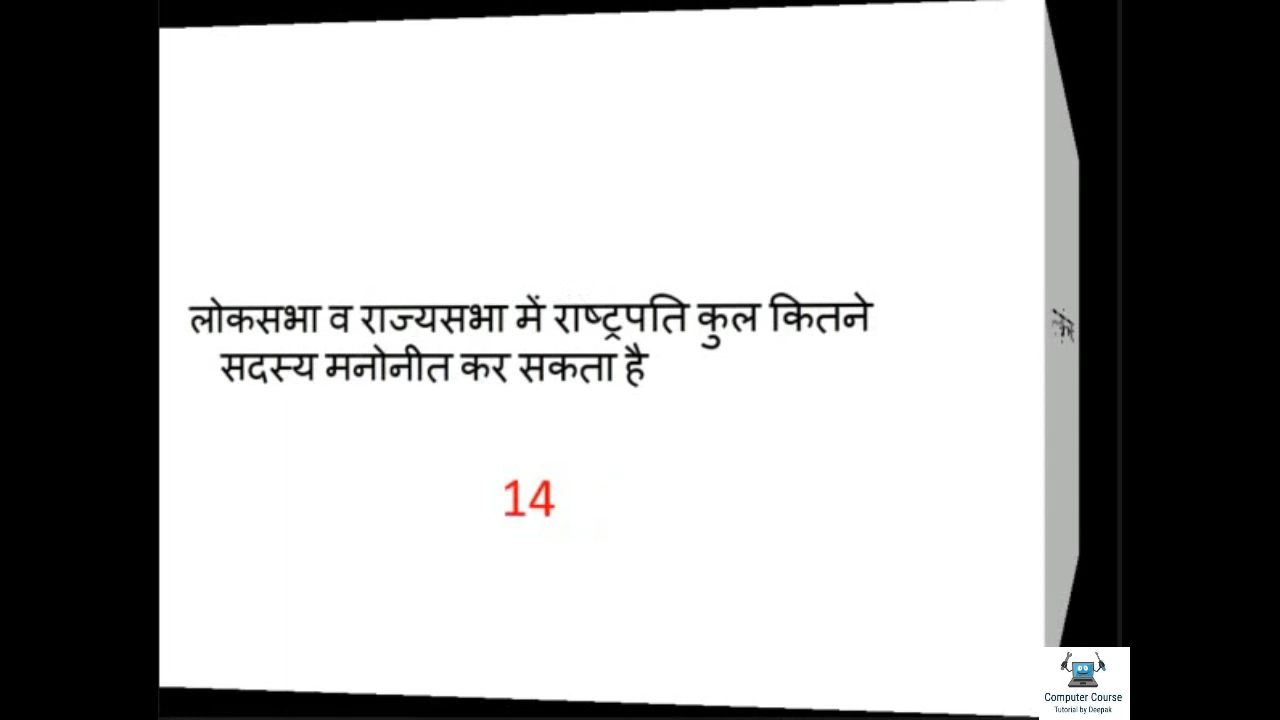 लोकसभा व राज्यसभा में राष्ट्रपति कुल कितने
सदस्य मनोनीत कर सकता है
14
Computer Course
Tutorial by Deepak